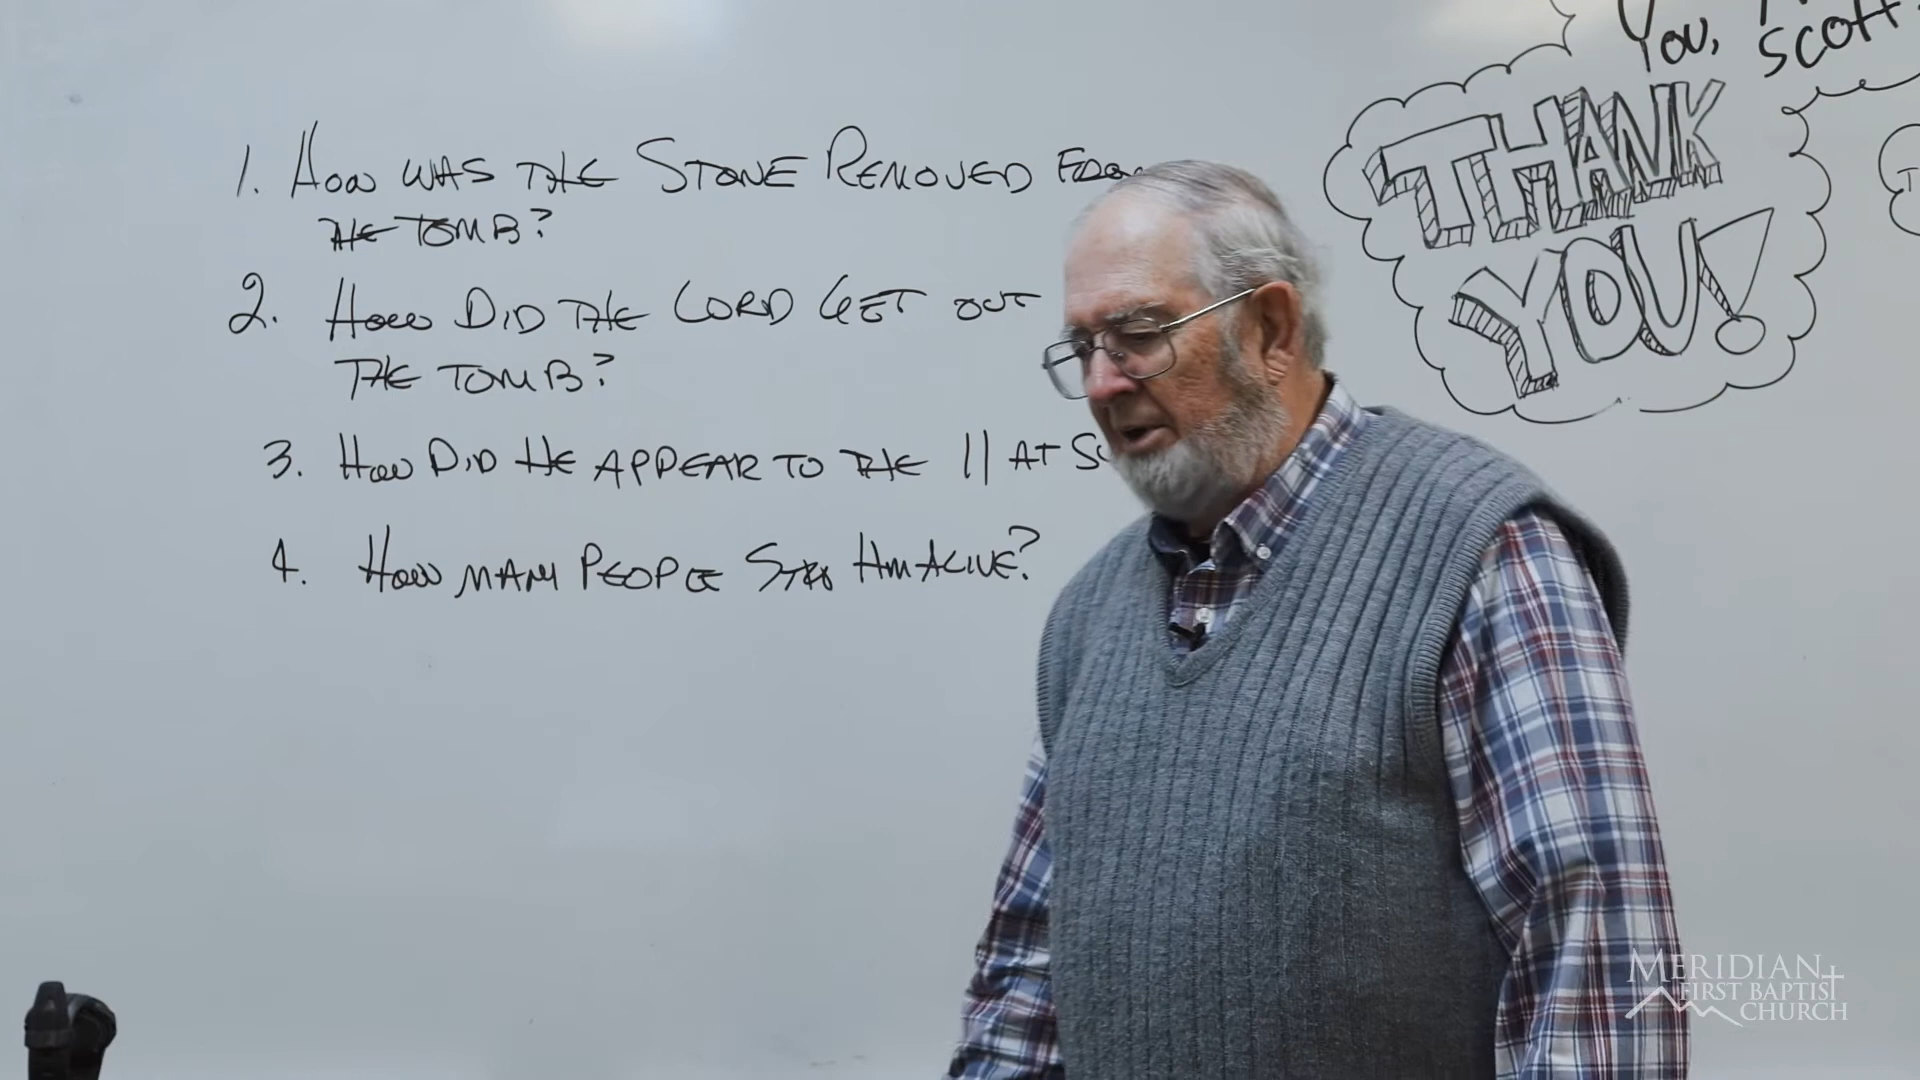 1. How WAS THE STONE REMOVED FROM
THE TOMB?
2. How DID THE LORD GET OUT
THE TOMB?
3. How DID HE APPEAR TO THE 11 AT
4. How MANY PEOPLE HIM ALIVE?
You,
SCOTT
THANK
YOU!
MERIDIAN
FIRST BAPTIST
CHURCH